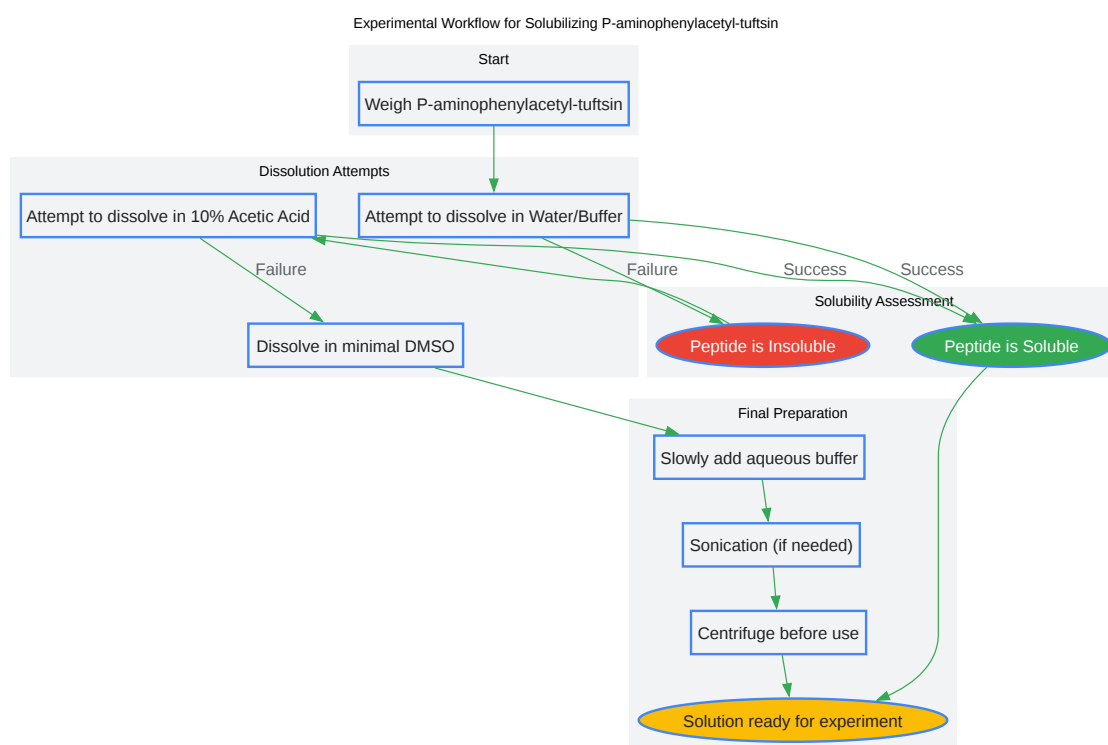 Experimental Workflow for Solubilizing P-aminophenylacetyl-tuftsin
Start
Weigh P-aminophenylacetyl-tuftsin
Dissolution Attempts
Attempt to dissolve in 10% Acetic Acid
Attempt to dissolve in Water/Buffer
Failure
Failure
Success
Success
Solubility Assessment
Dissolve in minimal DMSO
Peptide is Insoluble
Peptide is Soluble
Final Preparation
Slowly add aqueous buffer
Sonication (if needed)
Centrifuge before use
Solution ready for experiment